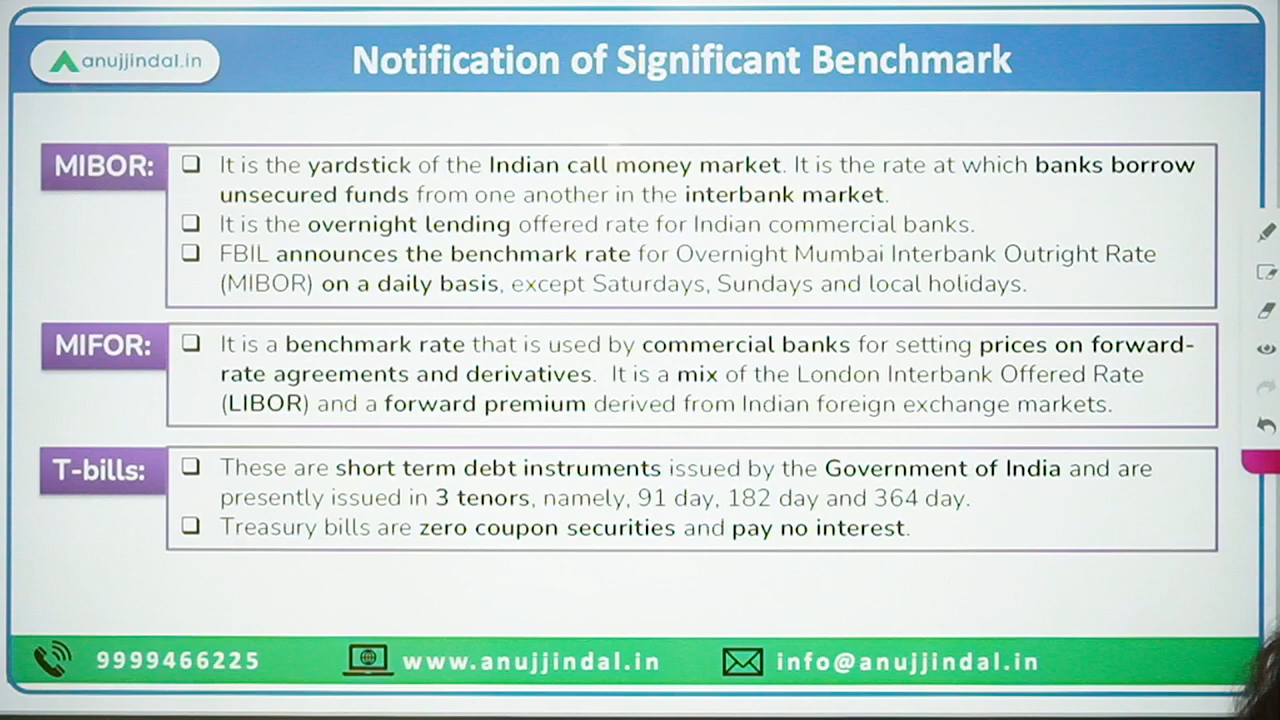 anujjindal.in
Notification of Significant Benchmark
MIBOR:
❑ It is the yardstick of the Indian call money market. It is the rate at which banks borrow
unsecured funds from one another in the interbank market.
❑ It is the overnight lending offered rate for Indian commercial banks.
❑ FBIL announces the benchmark rate for Overnight Mumbai Interbank Outright Rate
(MIBOR) on a daily basis, except Saturdays, Sundays and local holidays.
MIFOR:
❑ It is a benchmark rate that is used by commercial banks for setting prices on forward-
rate agreements and derivatives. It is a mix of the London Interbank Offered Rate
(LIBOR) and a forward premium derived from Indian foreign exchange markets.
T-bills:
❑ These are short term debt instruments issued by the Government of India and are
presently issued in 3 tenors, namely, 91 day, 182 day and 364 day.
❑ Treasury bills are zero coupon securities and pay no interest.
9999466225
www.anujjindal.in
info@anujjindal.in